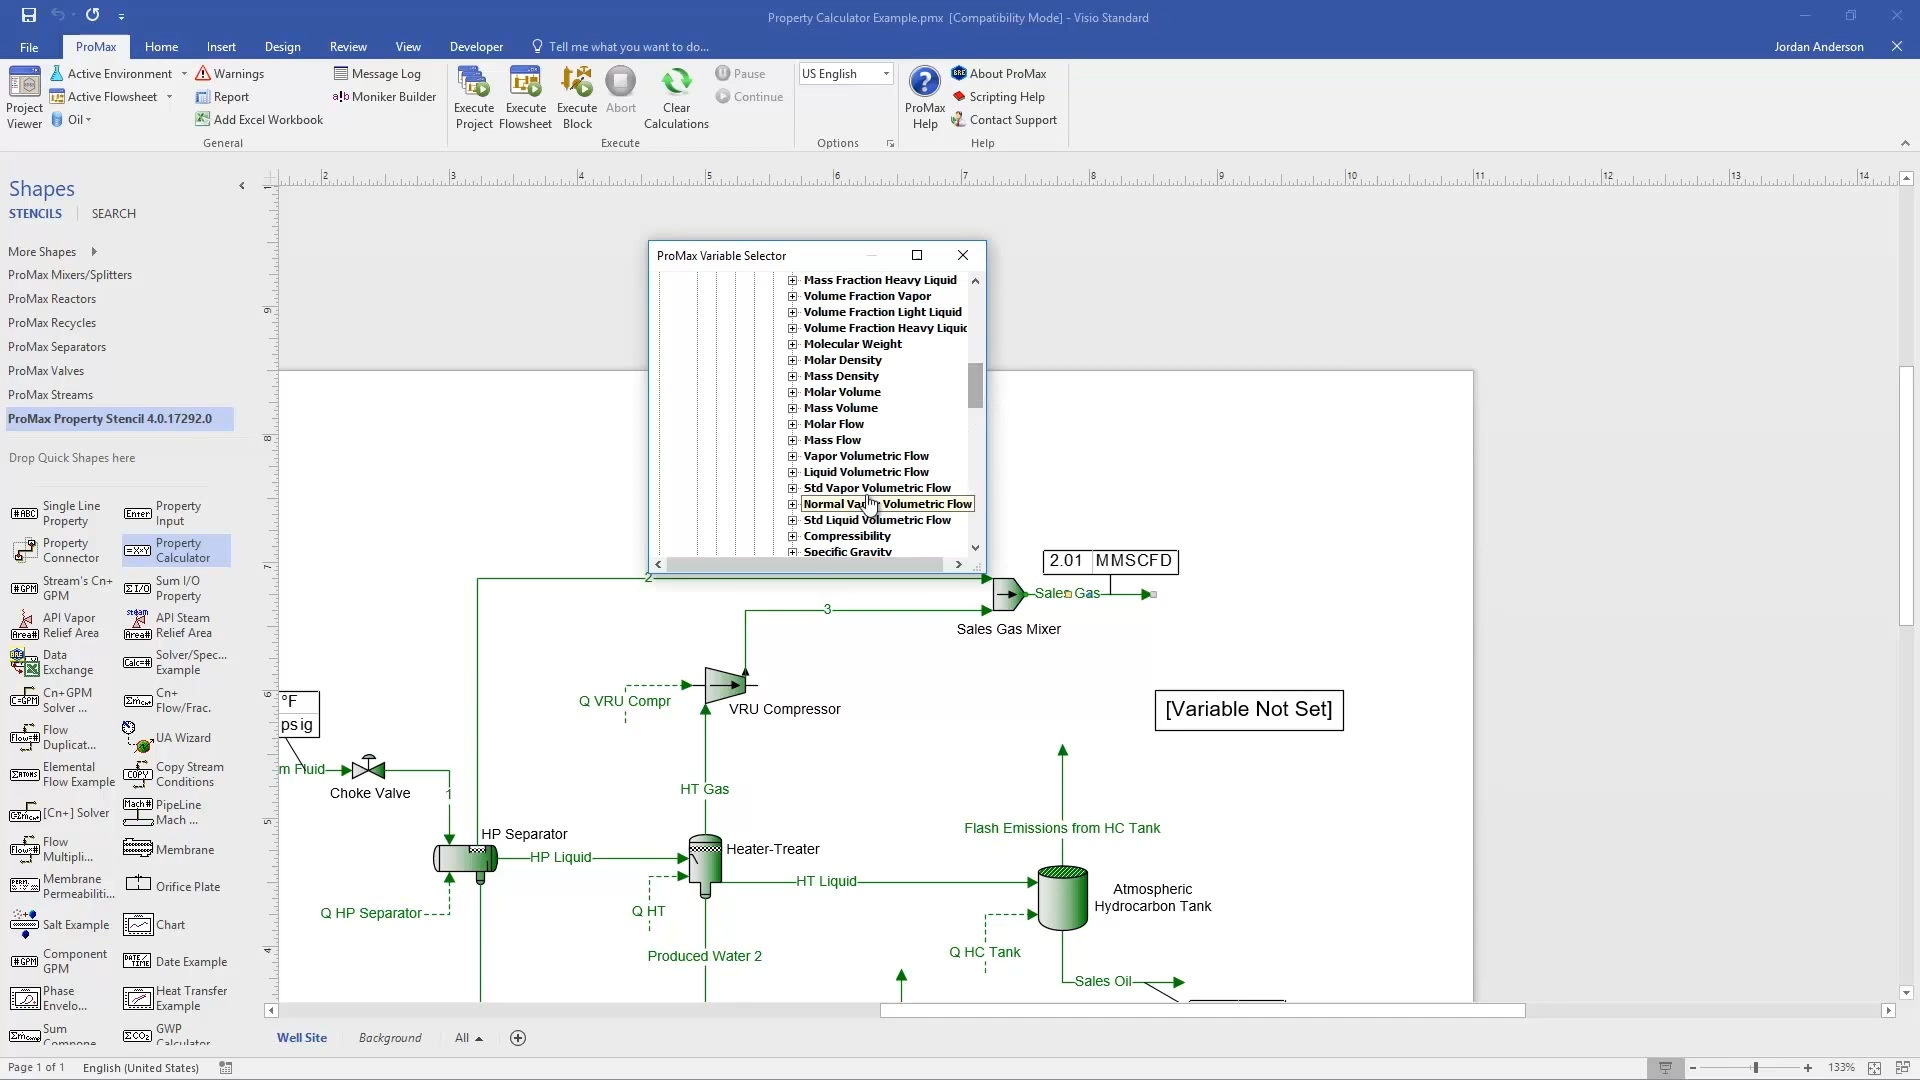 Property Calculator Example.pmx [Compatibility Mode] - Visio Standard
File
ProMax
Home
Insert
Design
Review
View
Developer
Tell me what you want to do...
Jordan Anderson
Project Viewer
Active Environment
Active Flowsheet
Oil
Warnings
Report
Add Excel Workbook
Message Log
a!b Moniker Builder
General
Execute Project
Execute Flowsheet
Execute Block
Abort
Clear Calculations
Pause
Continue
Execute
US English
Options
ProMax Help
About ProMax
Scripting Help
Contact Support
Help
Shapes
STENCILS
SEARCH
More Shapes
ProMax Mixers/Splitters
ProMax Reactors
ProMax Recycles
ProMax Separators
ProMax Valves
ProMax Streams
ProMax Property Stencil 4.0.17292.0
Drop Quick Shapes here
Single Line Property
Property Input
Property Connector
Property Calculator
Stream's Cn+ GPM
Sum I/O Property
API Vapor Relief Area
API Steam Relief Area
Data Exchange
Solver/Spec... Example
Cn+GPM Solver ...
Cn+ Flow/Frac.
Flow Duplicat...
UA Wizard
Elemental Flow Example
Copy Stream Conditions
[Cn+] Solver
PipeLine Mach ...
Flow Multipli...
Membrane
Membrane Permeabiliti...
Orifice Plate
Salt Example
Chart
Component GPM
Date Example
Phase Envelo...
Heat Transfer Example
Sum Compone
GWP Calculator
ProMax Variable Selector
Mass Fraction Heavy Liquid
Volume Fraction Vapor
Volume Fraction Light Liquid
Volume Fraction Heavy Liquid
Molecular Weight
Molar Density
Mass Density
Molar Volume
Mass Volume
Molar Flow
Mass Flow
Vapor Volumetric Flow
Liquid Volumetric Flow
Std Vapor Volumetric Flow
Normal Vapor Volumetric Flow
Std Liquid Volumetric Flow
Compressibility
Specific Gravity
2.01 MMSCFD
2
Sales Gas
3
Sales Gas Mixer
Q VRU Compr
VRU Compressor
[Variable Not Set]
°F
psig
m Fluid
Choke Valve
1
HT Gas
HP Separator
Flash Emissions from HC Tank
HP Liquid
Heater-Treater
HT Liquid
Atmospheric
Hydrocarbon Tank
Q HP Separator
Q HT
Q HC Tank
Produced Water 2
Sales Oil
Well Site
Background
All
Page 1 of 1
English (United States)
133%